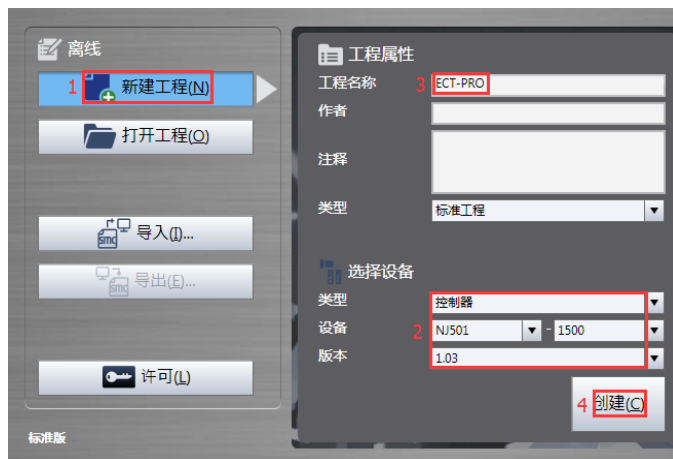 离线
1 新建工程(N)
打开工程(O)
smc 导入(I)...
smc 导出(E)...
许可(L)
标准版
工程属性
工程名称 3 ECT-PRO
作者
注释
类型 标准工程
选择设备
类型 控制器
设备 2 NJ501 - 1500
版本 1.03
4 创建(C)